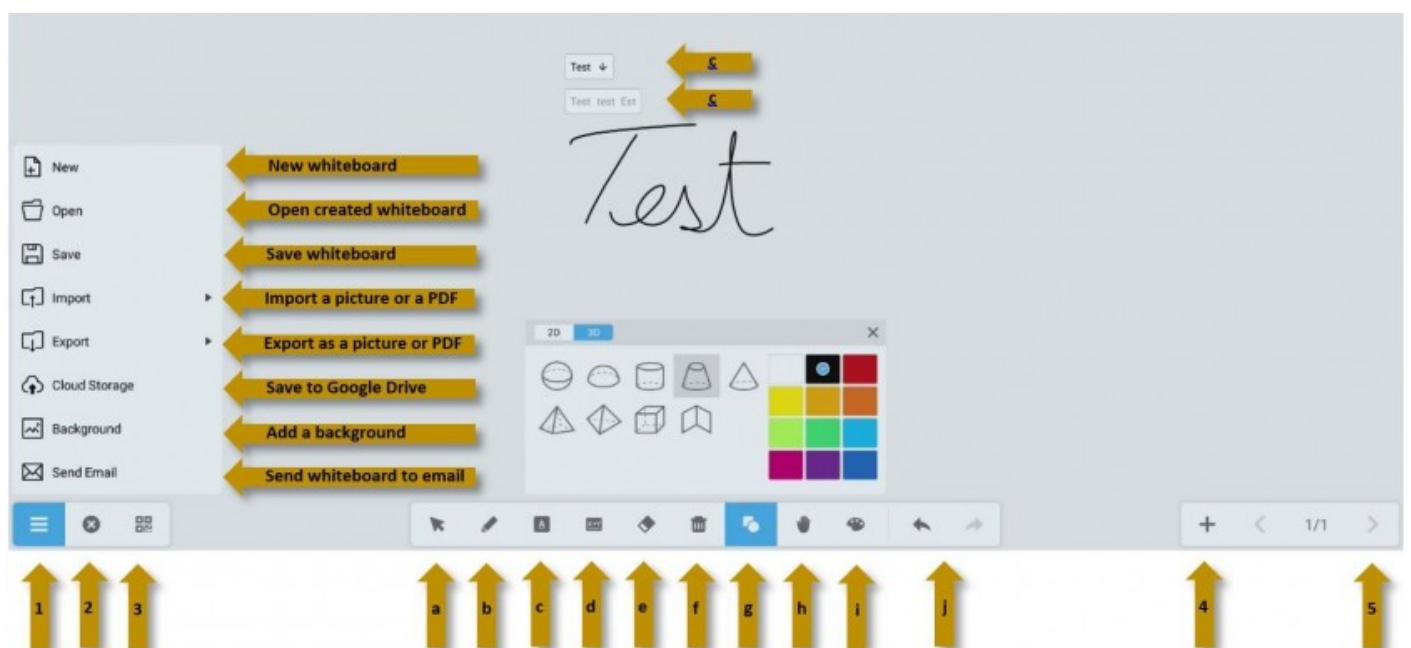 Test ↓
c
Test test Ext
c
Test
New
New whiteboard
Open
Open created whiteboard
Save
Save whiteboard
Import
Import a picture or a PDF
Export
Export as a picture or PDF
Cloud Storage
Save to Google Drive
Background
Add a background
Send Email
Send whiteboard to email
2D 3D
A
1/1
1 2 3 a b c d e f g h i j 4 5